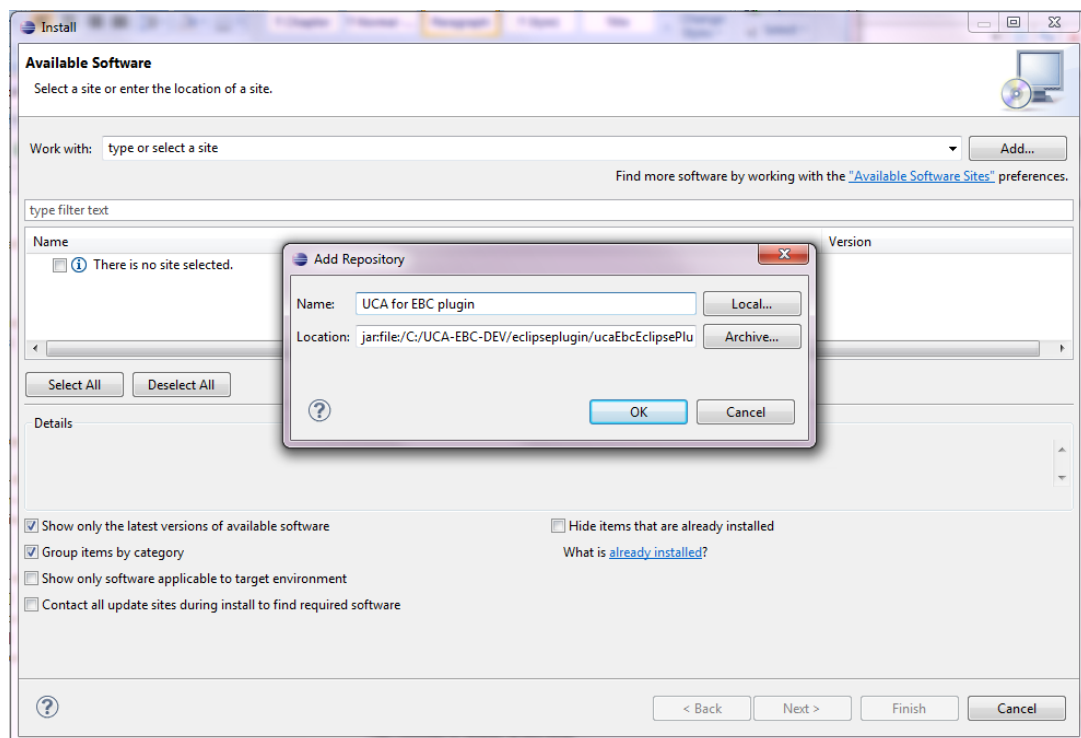 Install
Available Software
Select a site or enter the location of a site.
Work with: type or select a site Add...
Find more software by working with the "Available Software Sites" preferences.
type filter text
Name Version
There is no site selected.
Add Repository
Name: UCA for EBC plugin Local...
Location: jar:file:/C:/UCA-EBC-DEV/eclipseplugin/ucaEbcEclipsePlu Archive...
OK Cancel
Select All Deselect All
Details
Show only the latest versions of available software Hide items that are already installed
Group items by category What is already installed?
Show only software applicable to target environment
Contact all update sites during install to find required software
< Back Next > Finish Cancel